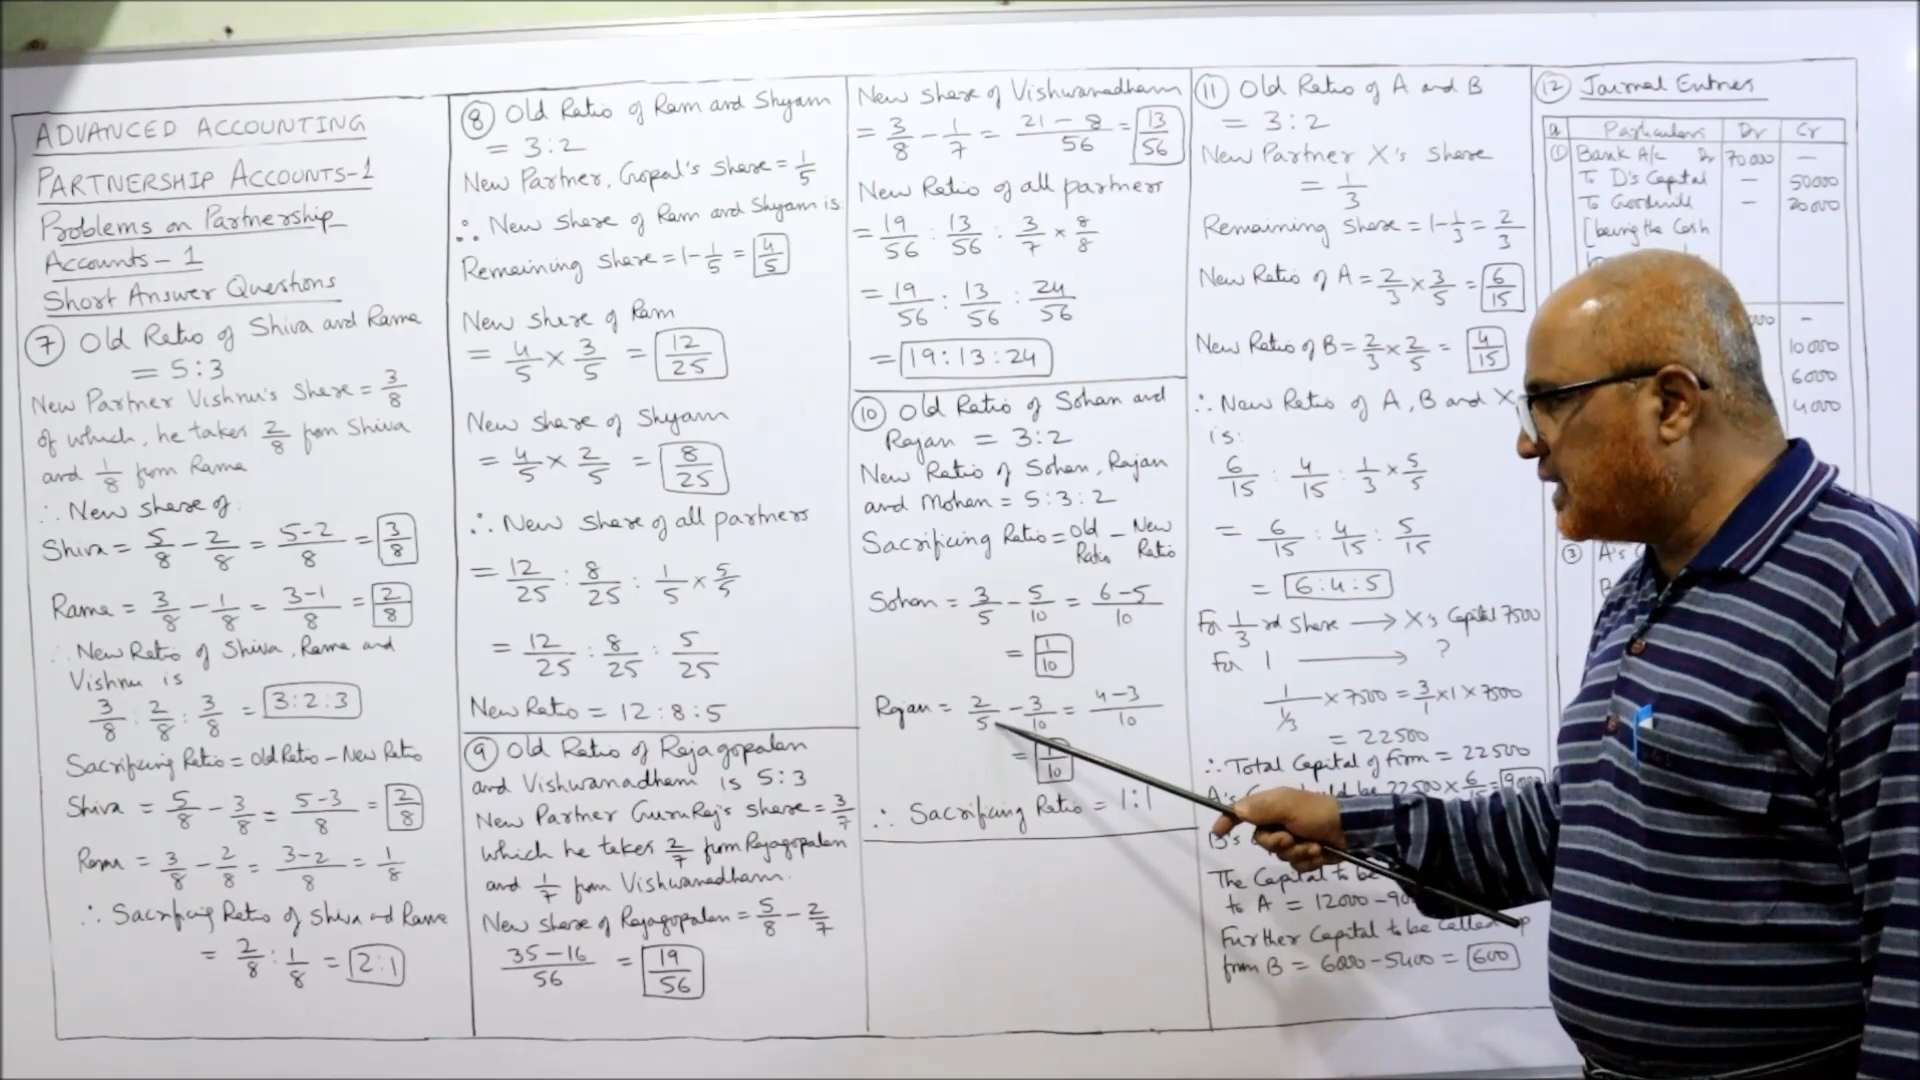 ADVANCED ACCOUNTING
PARTNERSHIP ACCOUNTS-1
Problems on Partnership
Accounts-1
Short Answer Questions
(7) Old Ratio of Shiva and Rama
= 5:3
New Partner Vishnu's Share = 3/8
of which, he takes 2/8 from Shiva
and 1/8 from Rama
∴ New share of:
Shiva = 5/8 - 2/8 = 5-2/8 = 3/8
Rama = 3/8 - 1/8 = 3-1/8 = 2/8
∴ New Ratio of Shiva, Rama and
Vishnu is
3/8 : 2/8 : 3/8 = 3:2:3
Sacrificing Ratio = Old Ratio - New Ratio
Shiva = 5/8 - 3/8 = 5-3/8 = 2/8
Rama = 3/8 - 2/8 = 3-2/8 = 1/8
∴ Sacrificing Ratio of Shiva and Rama
= 2/8 : 1/8 = 2:1
(8) Old Ratio of Ram and Shyam
= 3:2
New Partner, Gopal's Share = 1/5
∴ New Share of Ram and Shyam is
Remaining Share = 1-1/5 = 4/5
New Share of Ram
= 4/5 × 3/5 = 12/25
New share of Shyam
= 4/5 × 2/5 = 8/25
∴ New Share of all partners
= 12/25 : 8/25 : 1/5 × 5/5
= 12/25 : 8/25 : 5/25
New Ratio = 12:8:5
(9) Old Ratio of Rajagopalan
and Vishwanadham is 5:3
New Partner GuruRaj's share = 3/7
which he takes 2/7 from Rajagopalan
and 1/7 from Vishwanadham.
New share of Rajagopalan = 5/8 - 2/7
35-16/56 = 19/56
New share of Vishwanadham
= 3/8 - 1/7 = 21-8/56 = 13/56
New Ratio of all partners
= 19/56 : 13/56 : 3/7 × 8/8
= 19/56 : 13/56 : 24/56
= 19:13:24
(10) Old Ratio of Sohan and
Rajan = 3:2
New Ratio of Sohan, Rajan
and Mohan = 5:3:2
Sacrificing Ratio = Old Ratio - New Ratio
Sohan = 3/5 - 5/10 = 6-5/10
= 1/10
Rajan = 2/5 - 3/10 = 4-3/10
= 1/10
∴ Sacrificing Ratio = 1:1
(11) Old Ratio of A and B
= 3:2
New Partner X's share
= 1/3
Remaining Share = 1-1/3 = 2/3
New Ratio of A = 2/3 × 3/5 = 6/15
New Ratio of B = 2/3 × 2/5 = 4/15
∴ New Ratio of A, B and X
is:
6/15 : 4/15 : 1/3 × 5/5
= 6/15 : 4/15 : 5/15
= 6:4:5
For 1/3 rd Share → X's Capital 7500
For 1 → ?
1/1/3 × 7500 = 3/1 × 1 × 7500
= 22500
∴ Total Capital of Firm = 22500
A's be 22500 × 6/15 = 9000
B's
The Capital to be
to A = 12000-90
Further Capital to be Called up
from B = 6000-5400 = 600
(12) Journal Entries
a Particulars Dr Cr
(1) Bank A/c Dr 70000 -
To D's Capital - 50000
To Goodwill - 20000
[being the Cash
-
10000
6000
4000
(3) A's
B